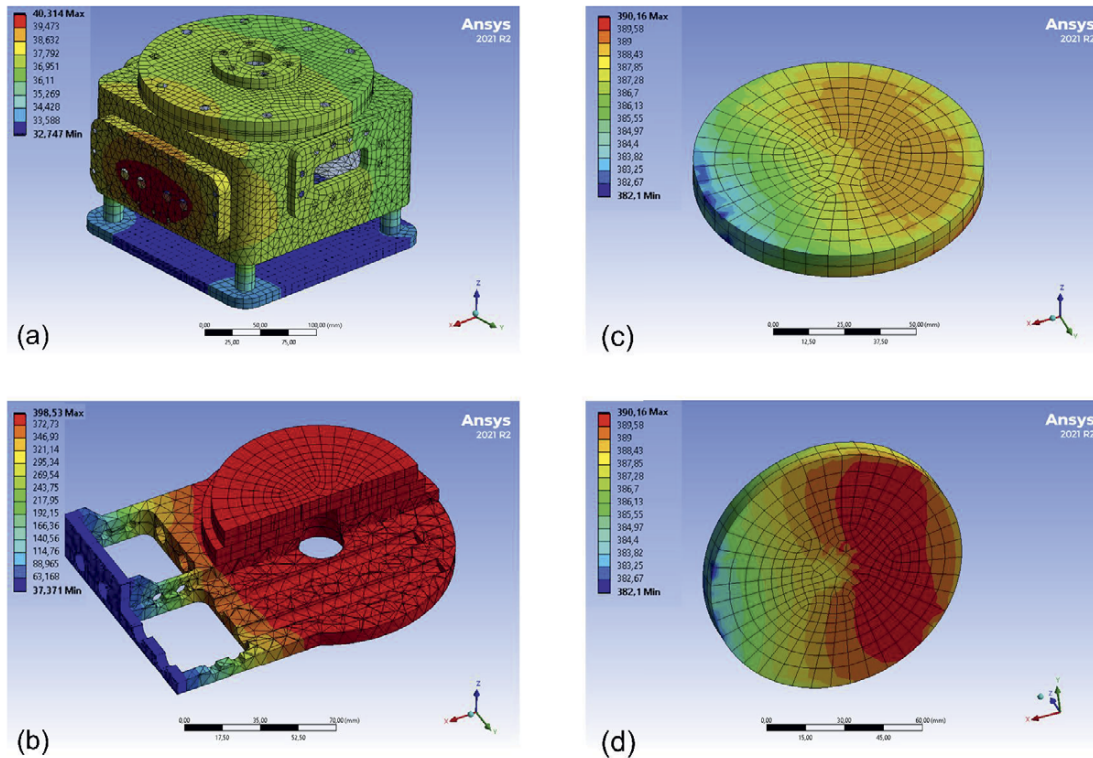 40,314 Max
39,473
38,632
37,792
36,951
36,11
35,269
34,428
33,588
32,747 Min
Ansys
2021 R2
Z
X
Y
0,00 50,00 100,00 (mm)
25,00 75,00
(a)
390,16 Max
389,58
389
388,43
387,85
387,28
386,7
386,13
385,55
384,97
384,4
383,82
383,25
382,67
382,1 Min
Ansys
2021 R2
Z
X
Y
0,00 25,00 50,00 (mm)
12,50 37,50
(c)
398,53 Max
372,73
346,93
321,14
295,34
269,54
243,75
217,95
192,15
166,36
140,56
114,76
88,965
63,168
37,371 Min
Ansys
2021 R2
Z
X
Y
0,00 35,00 70,00 (mm)
17,50 52,50
(b)
390,16 Max
389,58
389
388,43
387,85
387,28
386,7
386,13
385,55
384,97
384,4
383,82
383,25
382,67
382,1 Min
Ansys
2021 R2
Y
Z
X
0,00 30,00 60,00 (mm)
15,00 45,00
(d)